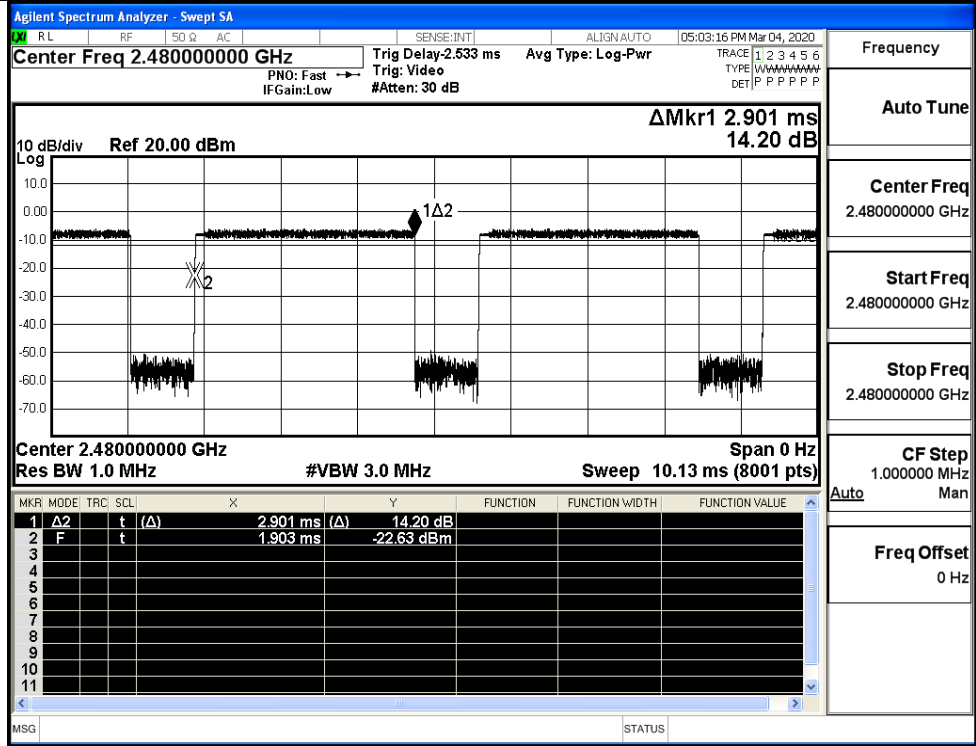 Agilent Spectrum Analyzer - Swept SA
LXI RL RF 50 Ω AC SENSE:INT ALIGNAUTO 05:03:16 PM Mar 04, 2020
Center Freq 2.480000000 GHz
PNO: Fast
IFGain:Low
Trig Delay-2.533 ms
Trig: Video
#Atten: 30 dB
Avg Type: Log-Pwr
TRACE 1 2 3 4 5 6
TYPE WWWWWWWW
DET P P P P P P
ΔMkr1 2.901 ms
14.20 dB
10 dB/div Ref 20.00 dBm
Log
10.0
0.00
-10.0
-20.0
-30.0
-40.0
-50.0
-60.0
-70.0
1Δ2
2
Center 2.480000000 GHz Span 0 Hz
Res BW 1.0 MHz #VBW 3.0 MHz Sweep 10.13 ms (8001 pts)
MKR MODE TRC SCL X Y FUNCTION FUNCTION WIDTH FUNCTION VALUE
1 Δ2 t (Δ) 2.901 ms (Δ) 14.20 dB
2 F t 1.903 ms -22.63 dBm
3
4
5
6
7
8
9
10
11
MSG STATUS
Frequency
Auto Tune
Center Freq
2.480000000 GHz
Start Freq
2.480000000 GHz
Stop Freq
2.480000000 GHz
CF Step
1.000000 MHz
Auto Man
Freq Offset
0 Hz